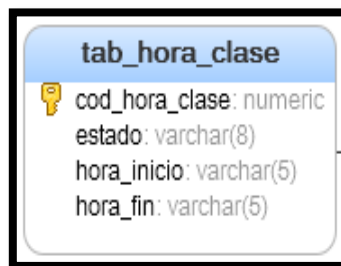 tab_hora_clase
cod_hora_clase: numeric
estado: varchar(8)
hora_inicio: varchar(5)
hora_fin: varchar(5)